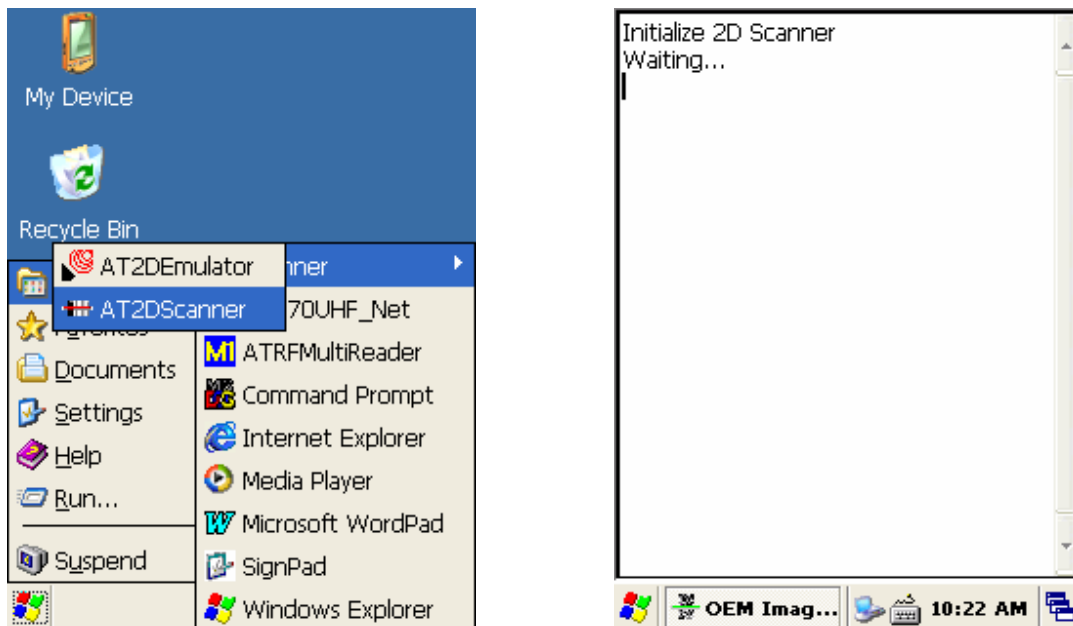 My Device
Recycle Bin
AT2DEmulator
AT2DScanner
nner
70UHF_Net
ATRFMultiReader
Command Prompt
Internet Explorer
Media Player
Microsoft WordPad
SignPad
Windows Explorer
Favorites
Documents
Settings
Help
Run...
Suspend
Initialize 2D Scanner
Waiting...
OEM Imag...
10:22 AM